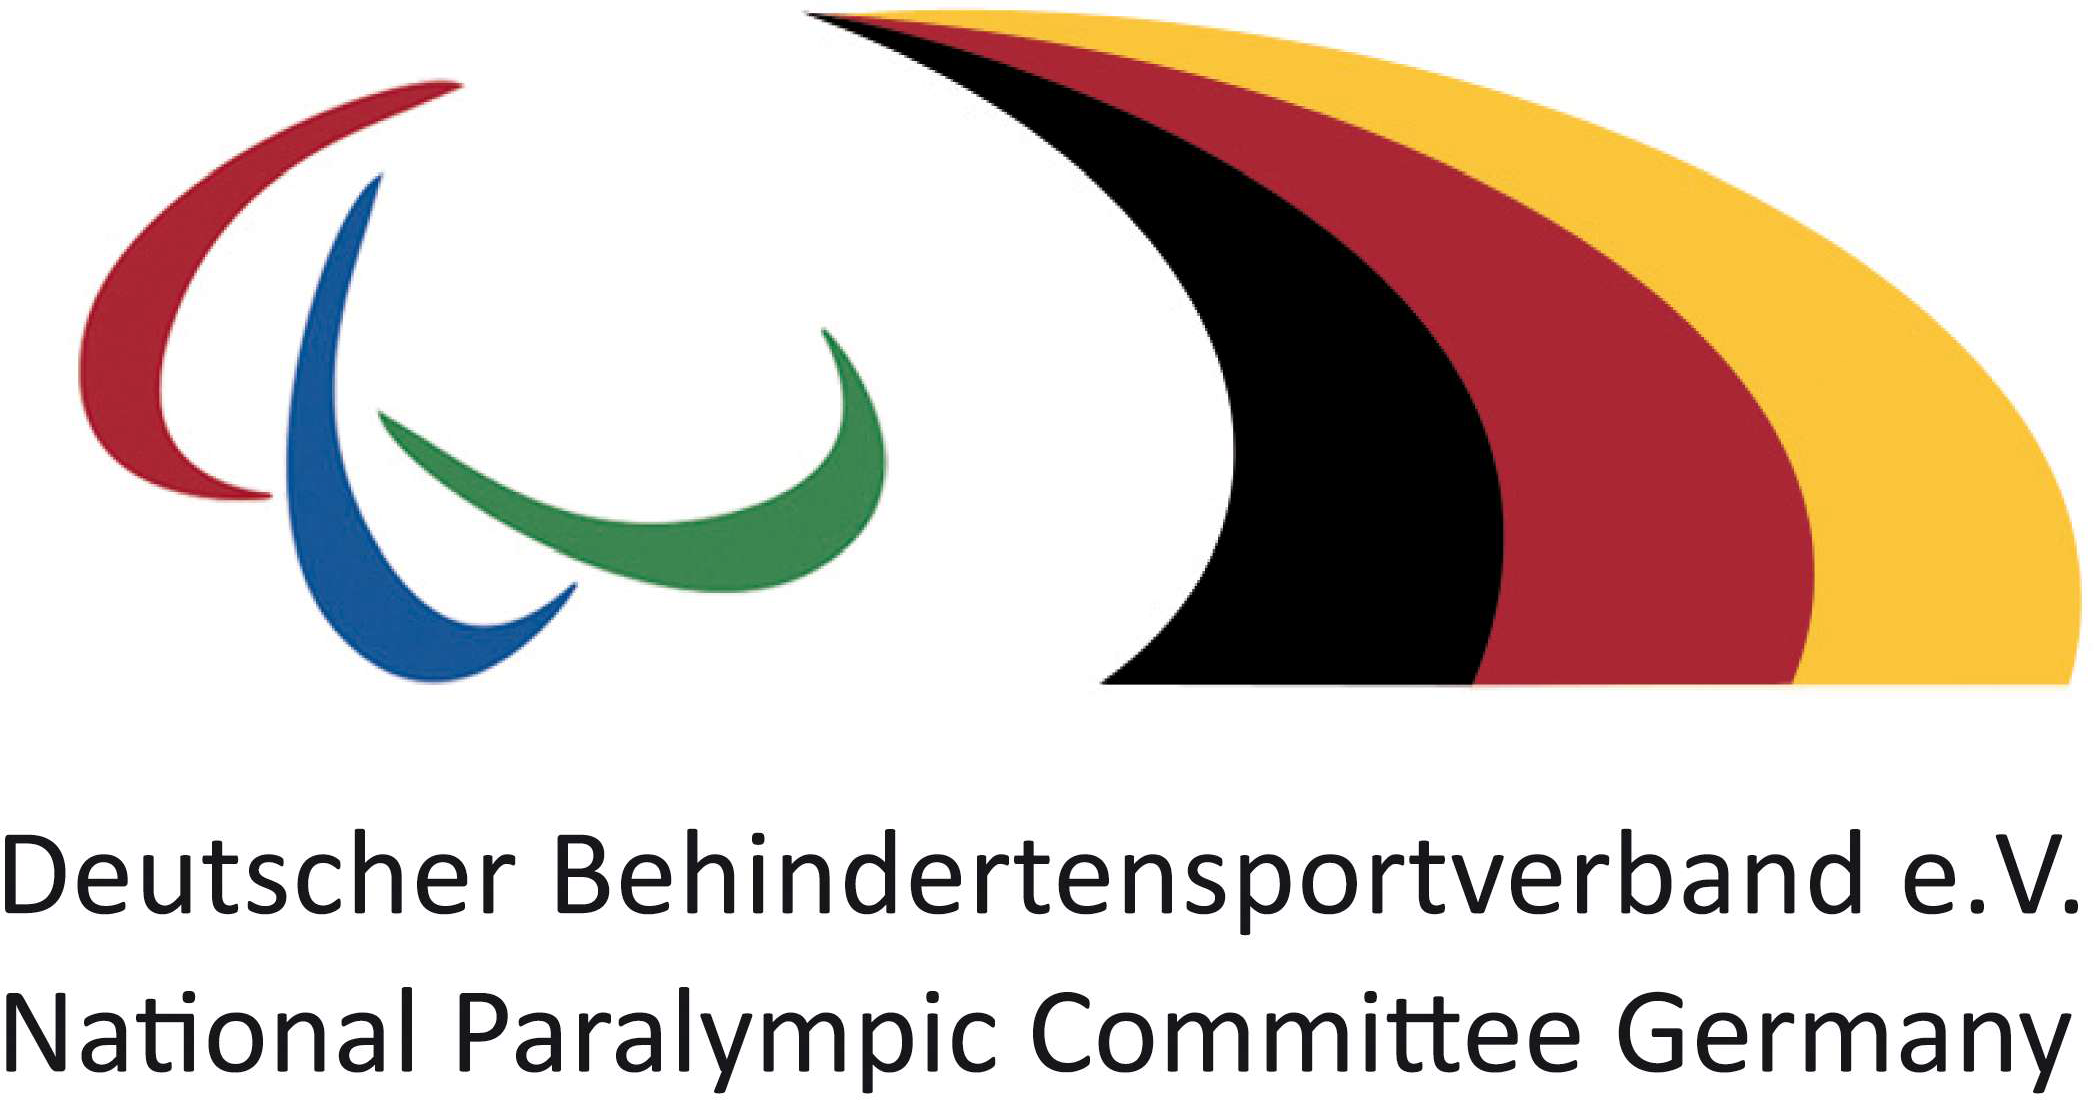 Deutscher Behindertensportverband e.V.
National Paralympic Committee Germany